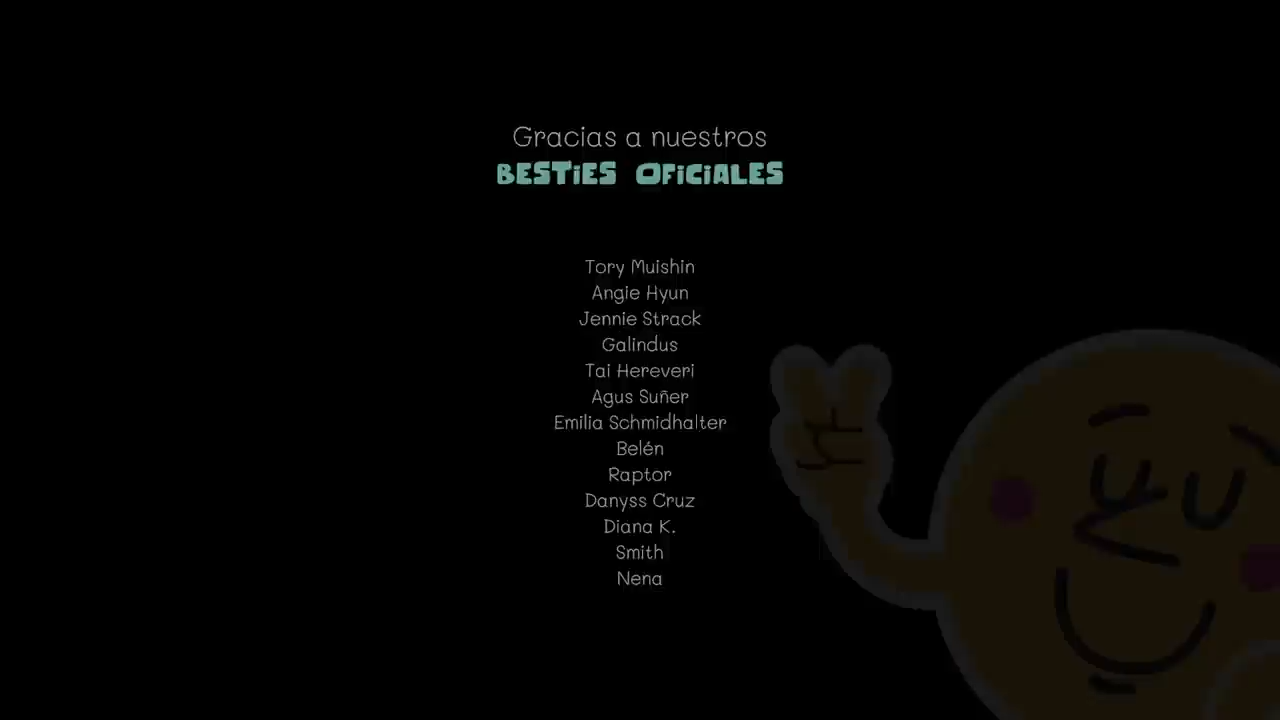 Gracias a nuestros
BESTiES OFiCiALES
Tory Muishin
Angie Hyun
Jennie Strack
Galindus
Tai Hereveri
Agus Suñer
Emilia Schmidhalter
Belén
Raptor
Danyss Cruz
Diana K.
Smith
Nena